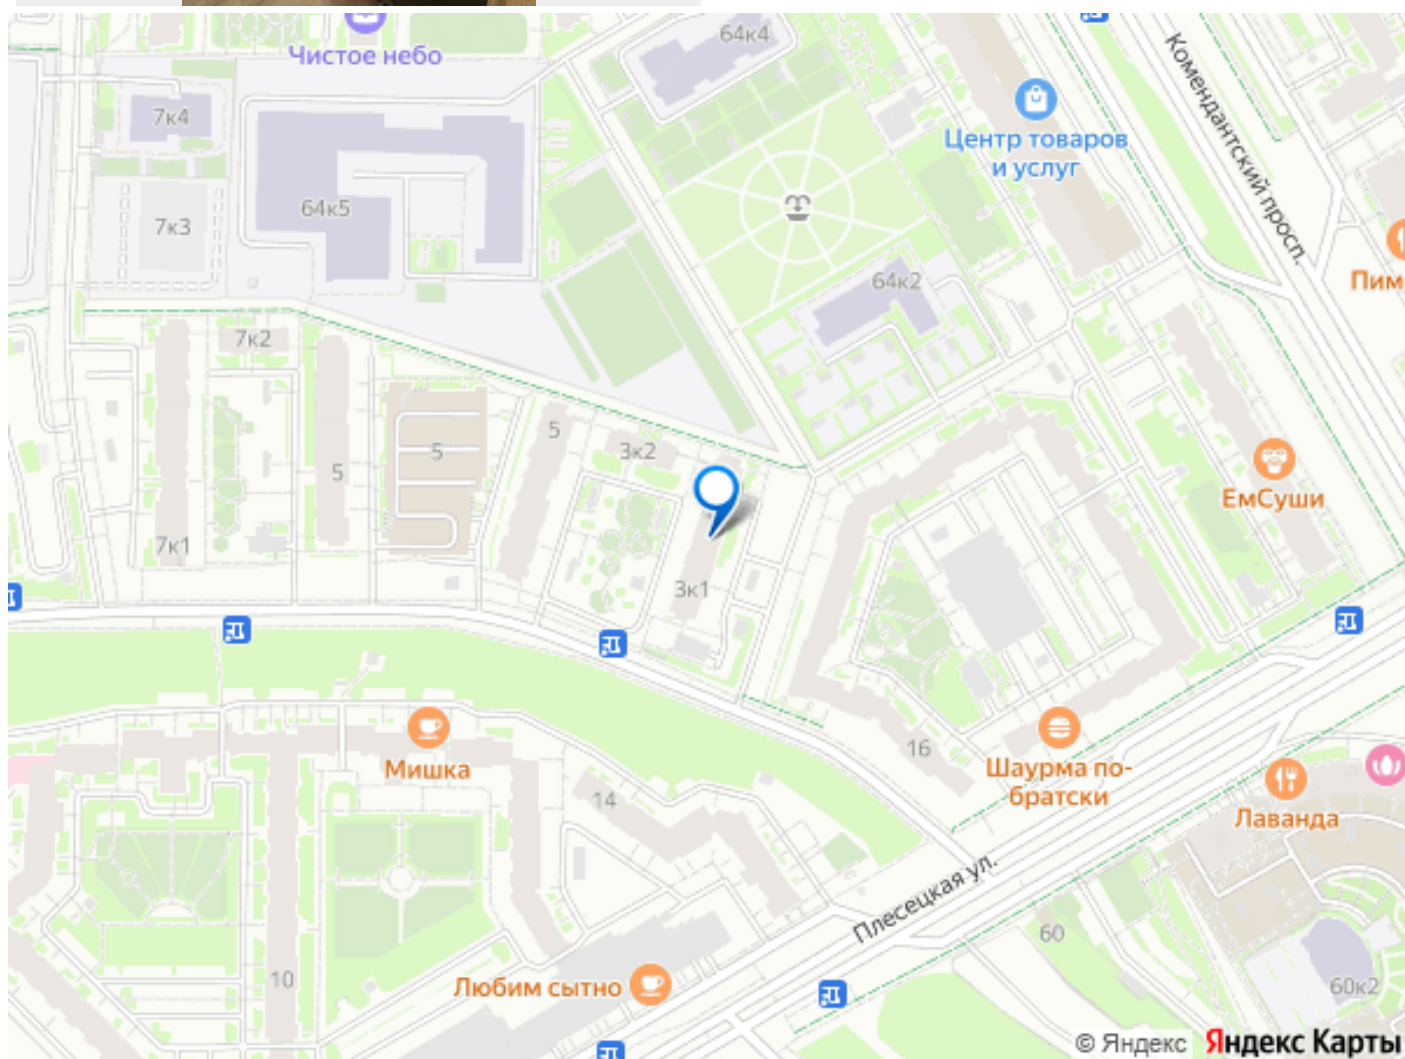 64к4
Чистое небо
Комендантский просп.
7к4
Центр товаров
и услуг
64к5
7к3
64к2
Пим
7к2
5
3к2
5
5
ЕмСуши
7к1
3к1
16
Мишка
Шаурма по-
братски
14
Лаванда
Плесецкая ул.
60
10
Любим сытно
60к2
© Яндекс Яндекс Карты